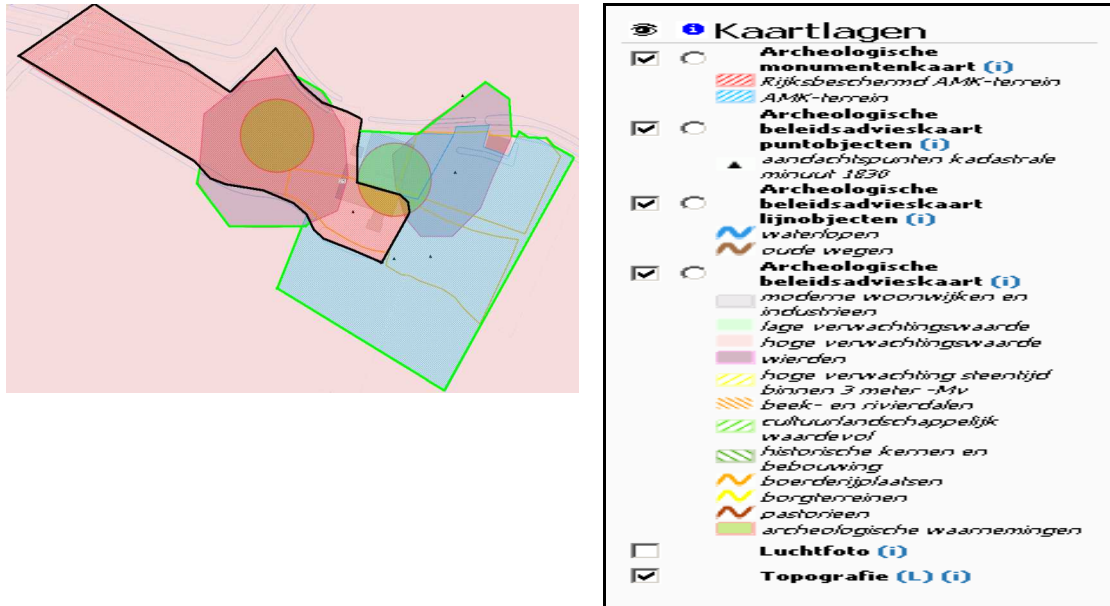 Kaartlagen
Archeologische
monumentenkaart (i)
Rijksbeschermd AMK-terrein
AMK-terrein
Archeologische
beleidsadvieskaart
puntobjecten (i)
aandachtspunten kadastrale
minuut 1830
Archeologische
beleidsadvieskaart
lijnobjecten (i)
waterlopen
oude wegen
Archeologische
beleidsadvieskaart (i)
moderne woonwijken en
industrieen
lage verwachtingswaarde
hoge verwachtingswaarde
wierden
hoge verwachting steentijd
binnen 3 meter -Mv
beek- en rivierdalen
cultuurlandschappelijk
waardevol
historische kernen en
bebouwing
boerderijplaatsen
borgterreinen
pastorieen
archeologische waarnemingen
Luchtfoto (i)
Topografie (L) (i)